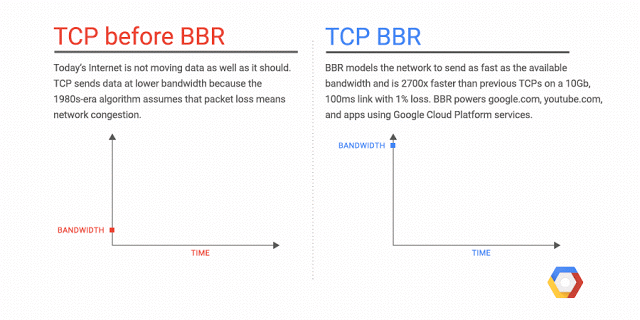 TCP before BBR
Today's Internet is not moving data as well as it should.
TCP sends data at lower bandwidth because the
1980s-era algorithm assumes that packet loss means
network congestion.
BANDWIDTH
TIME
TCP BBR
BBR models the network to send as fast as the available
bandwidth and is 2700x faster than previous TCPs on a 10Gb,
100ms link with 1% loss. BBR powers google.com, youtube.com,
and apps using Google Cloud Platform services.
BANDWIDTH
TIME